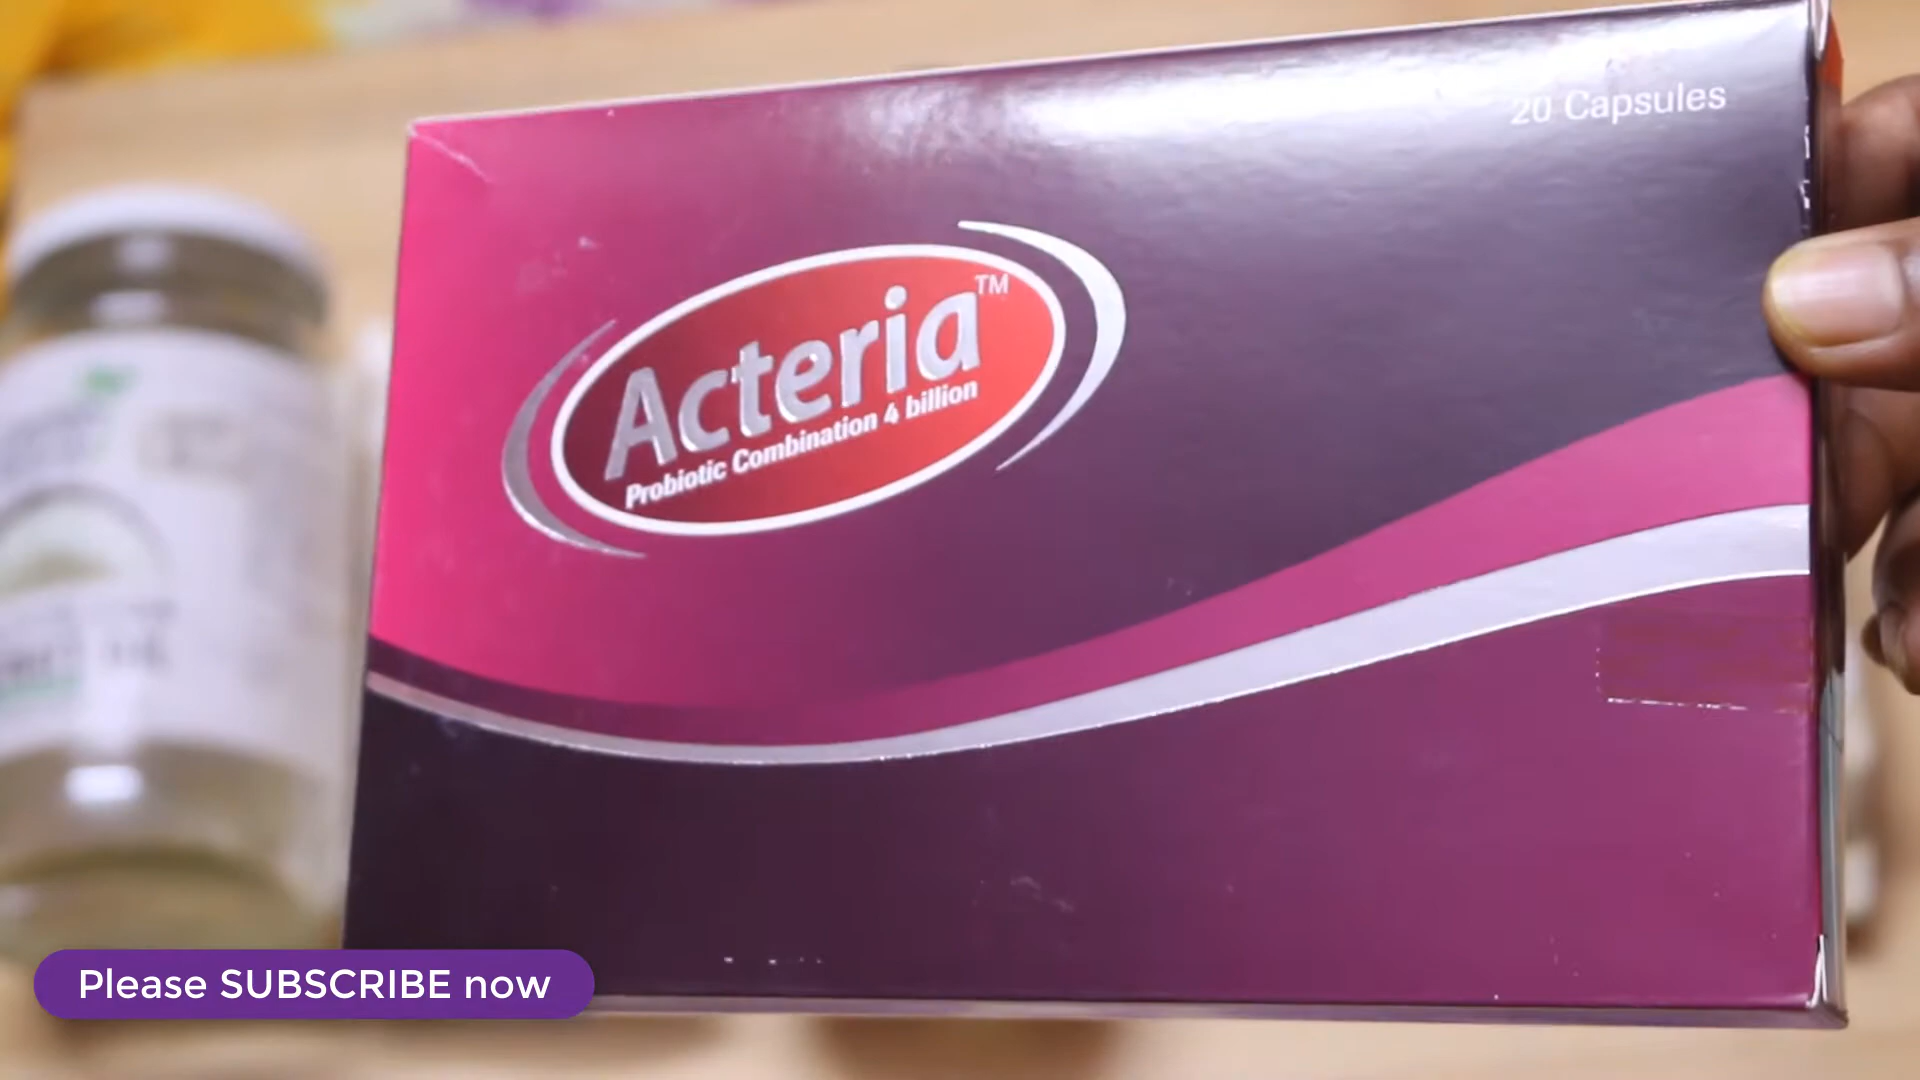 20 Capsules
Acteria™
Probiotic Combination 4 billion
Please SUBSCRIBE now